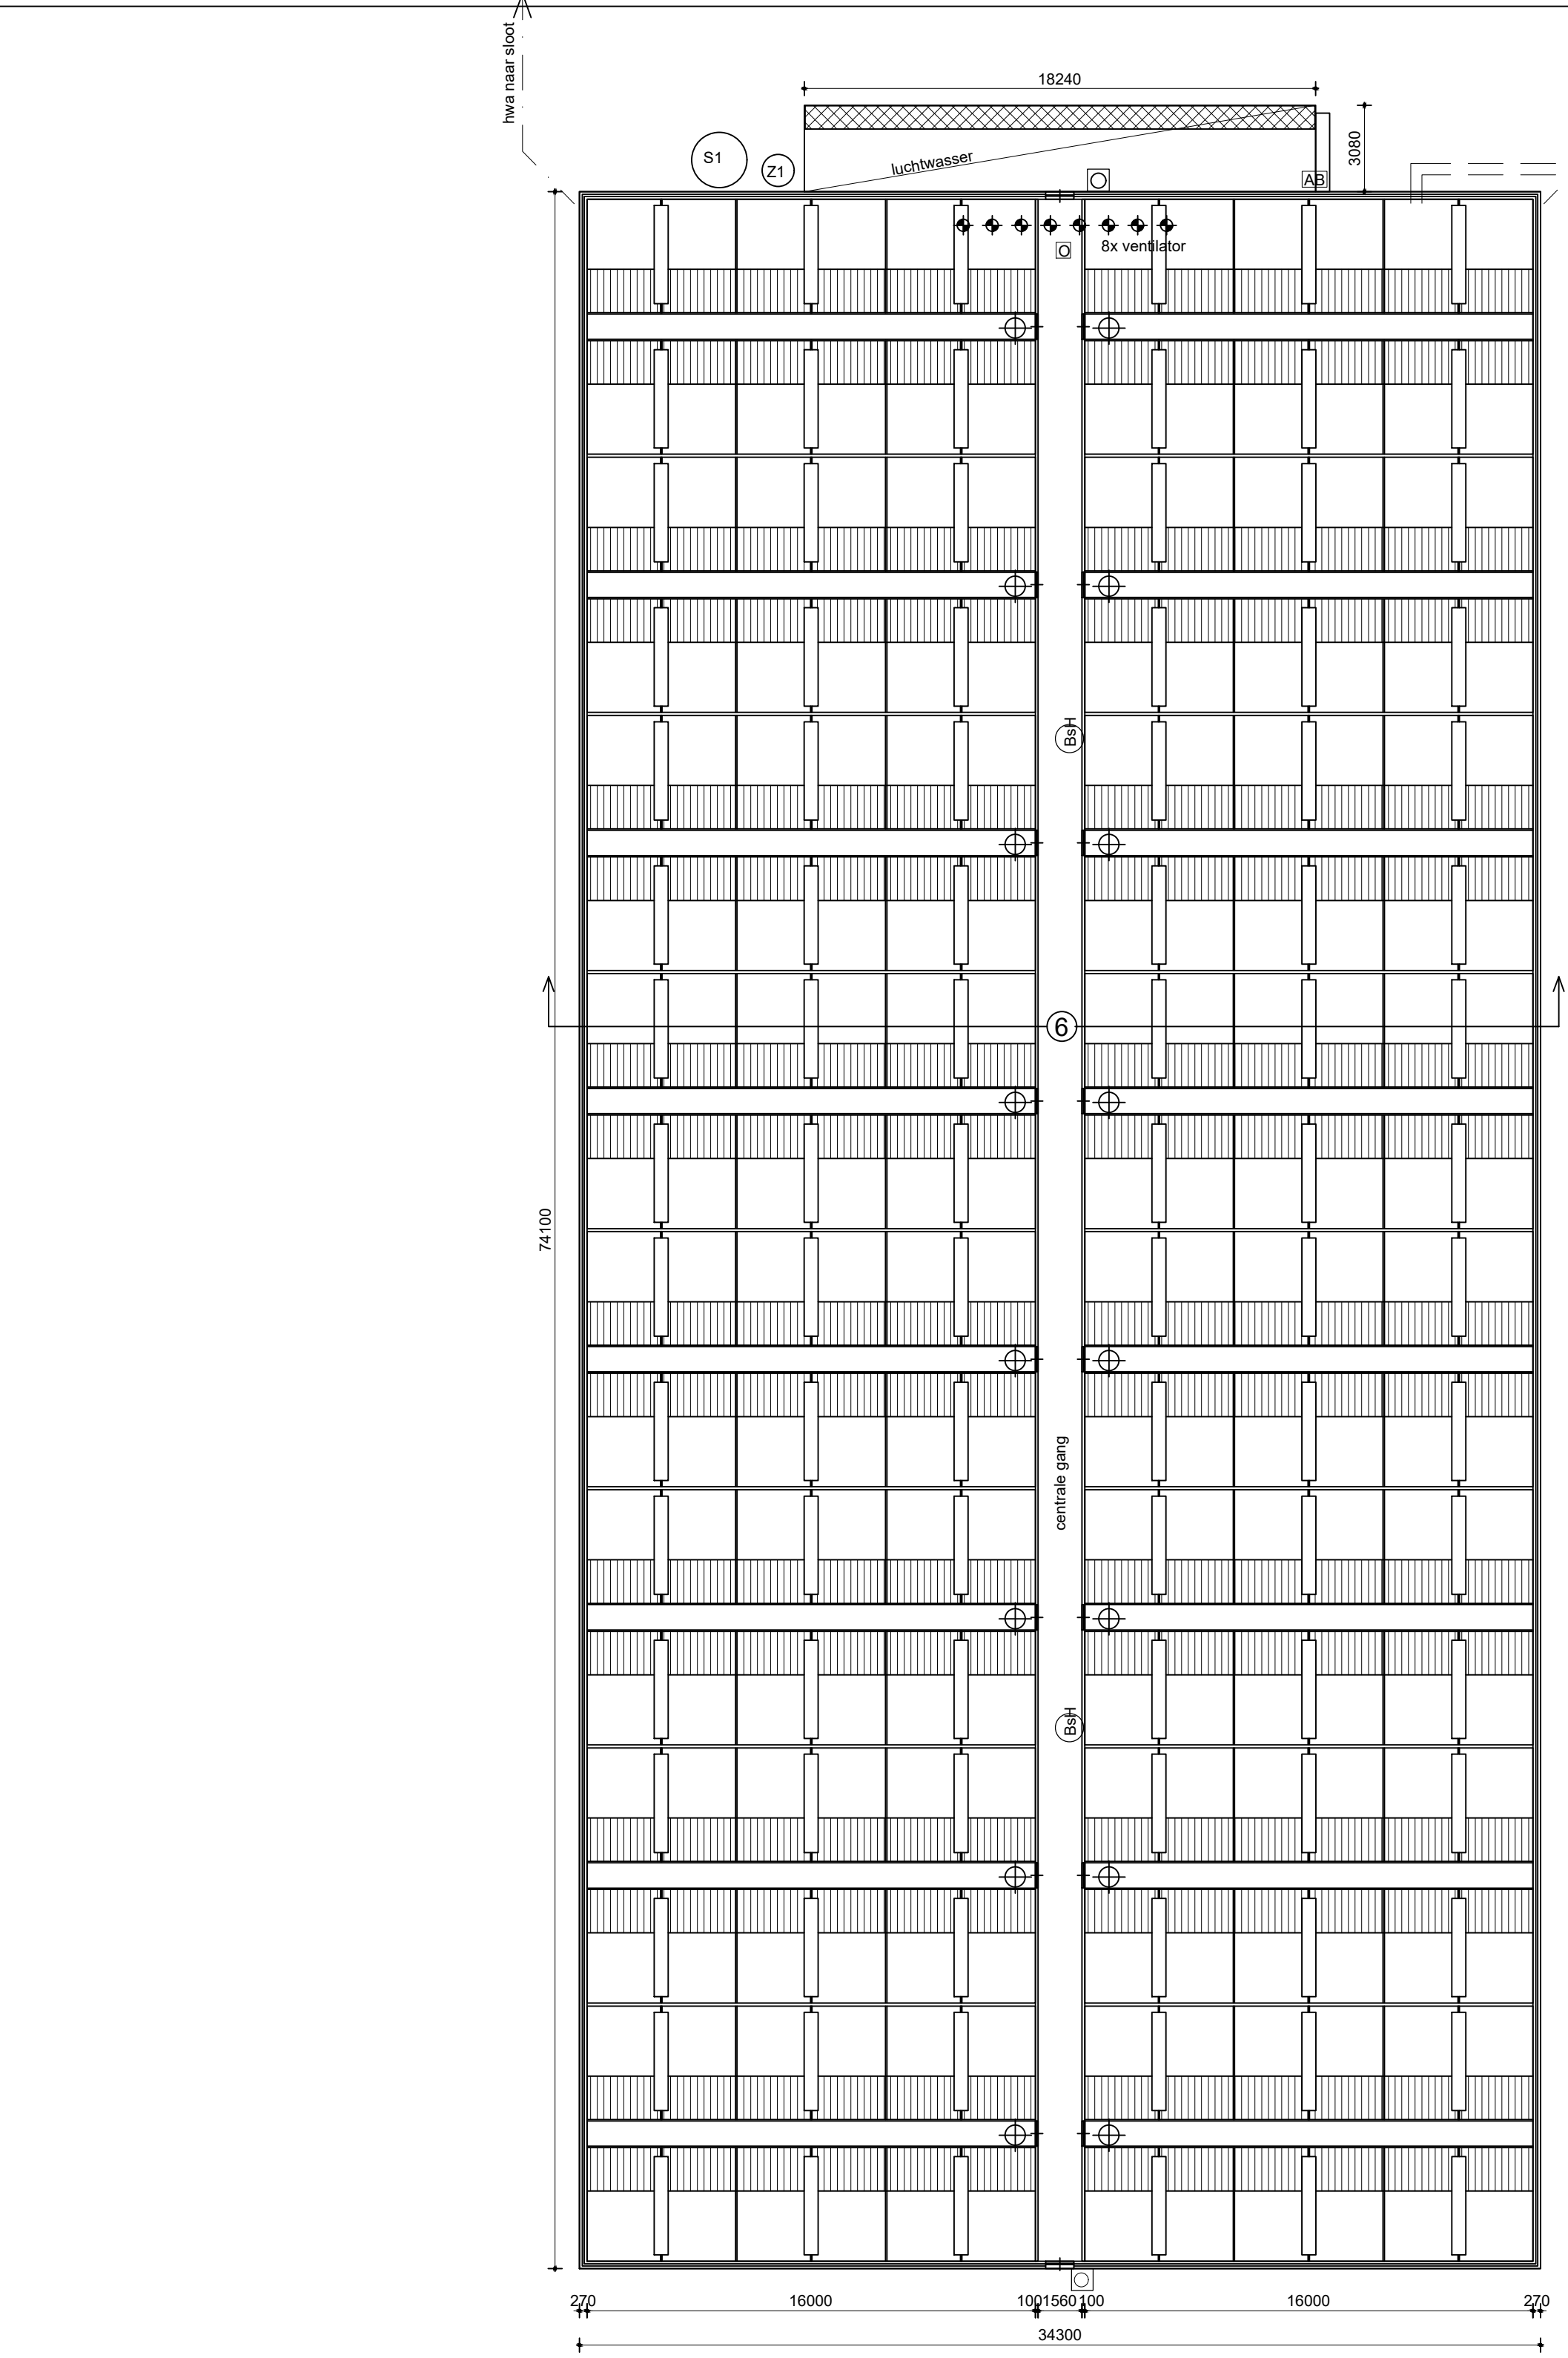 hwa naar sloot
18240
3080
S1
Z1
luchtwasser
AB
O
8x ventilator
BsH
6
74100
centrale gang
BsH
270
16000
100
1560
100
16000
270
34300